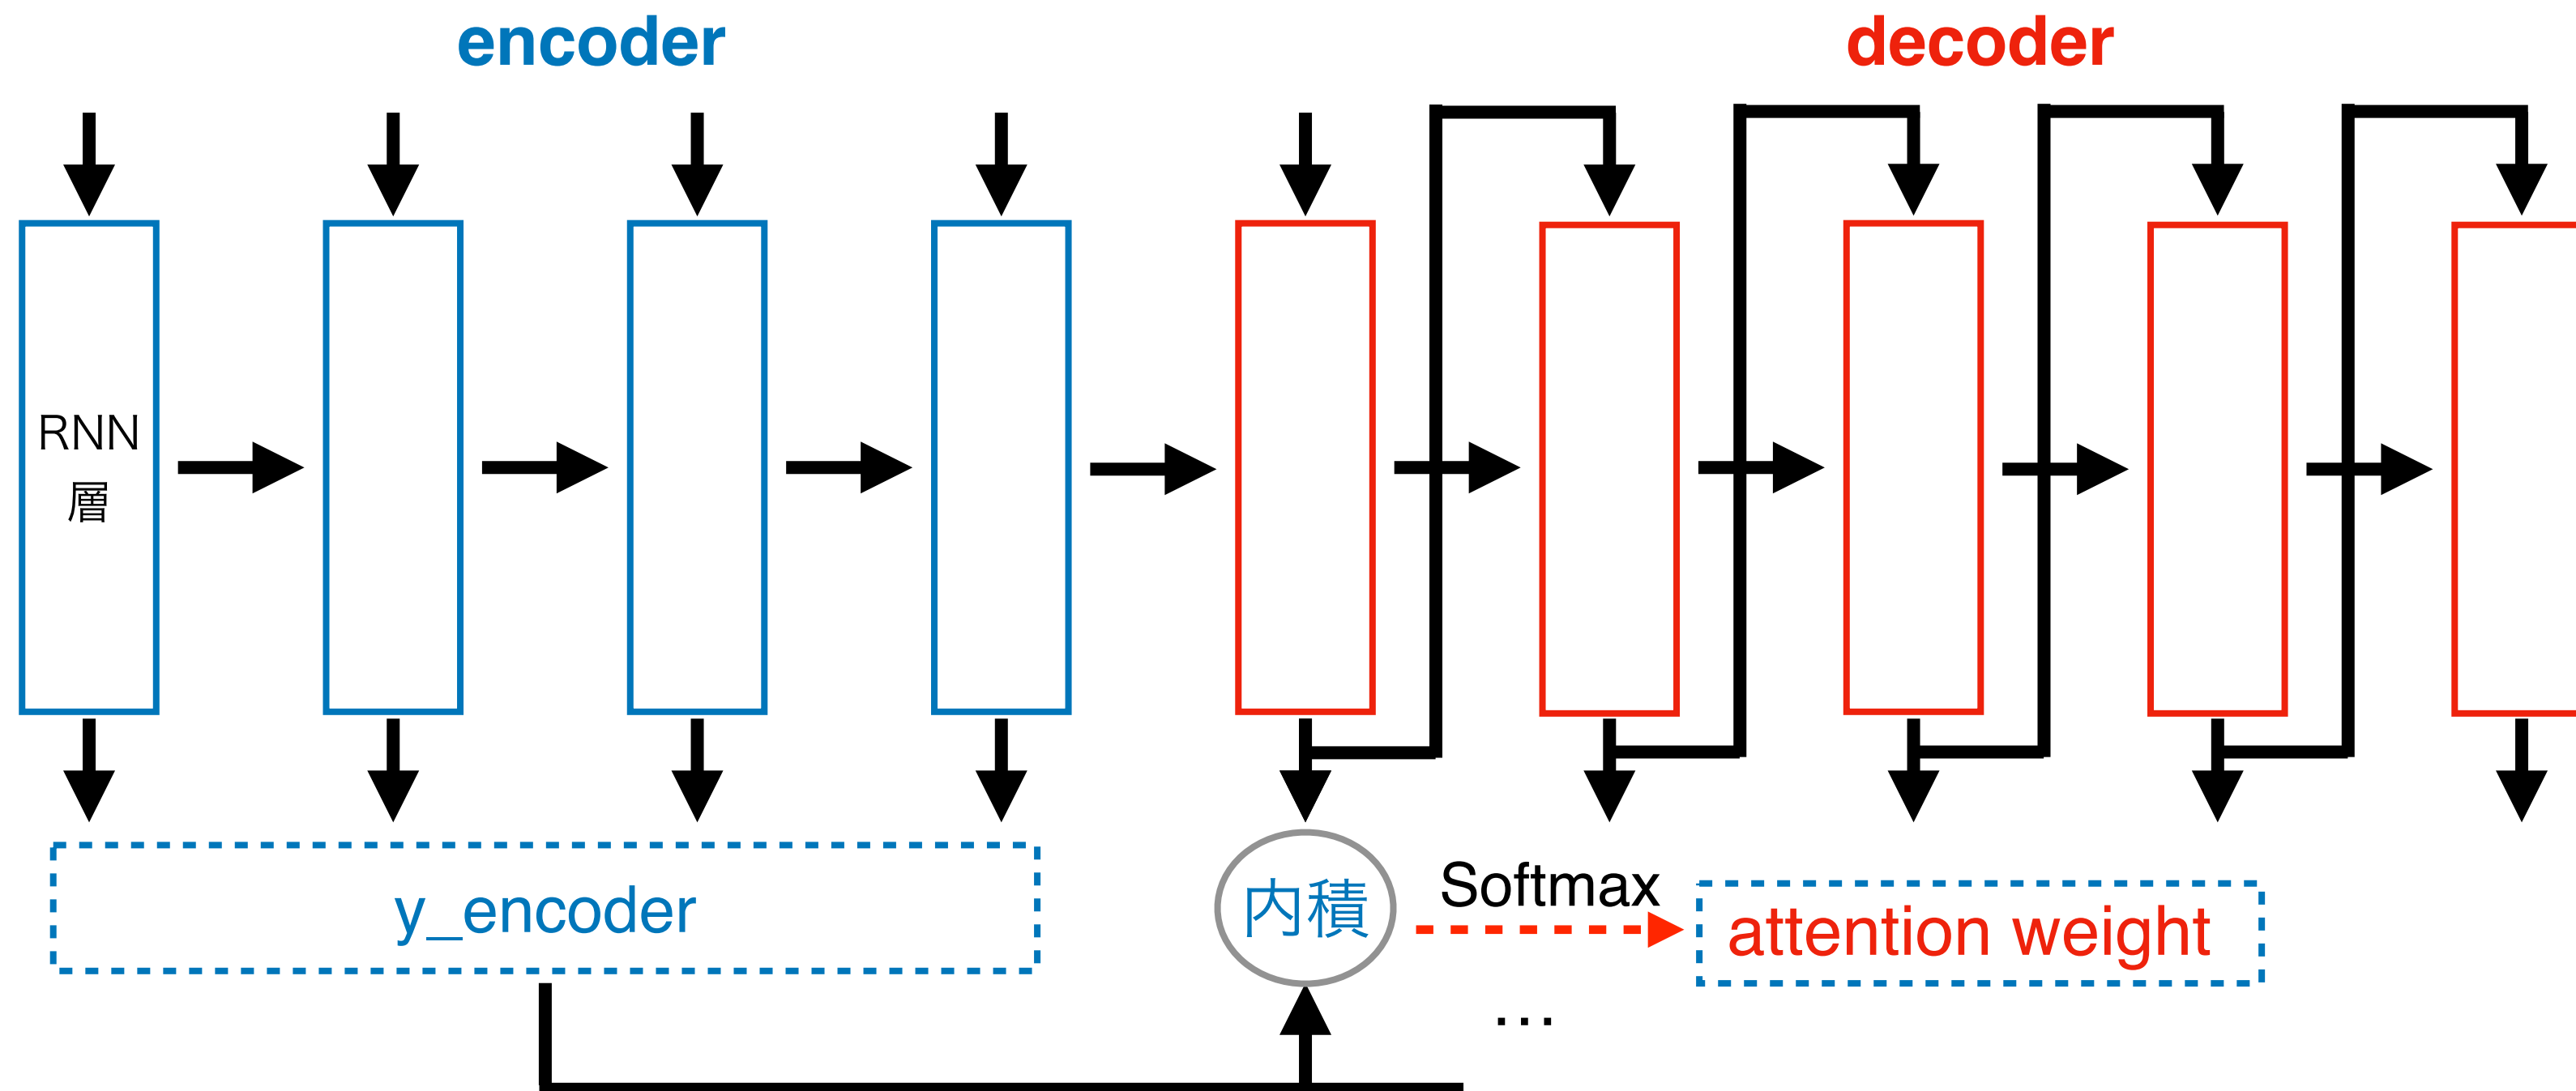 encoder
decoder
RNN
層
y_encoder
内積
Softmax
attention weight
…